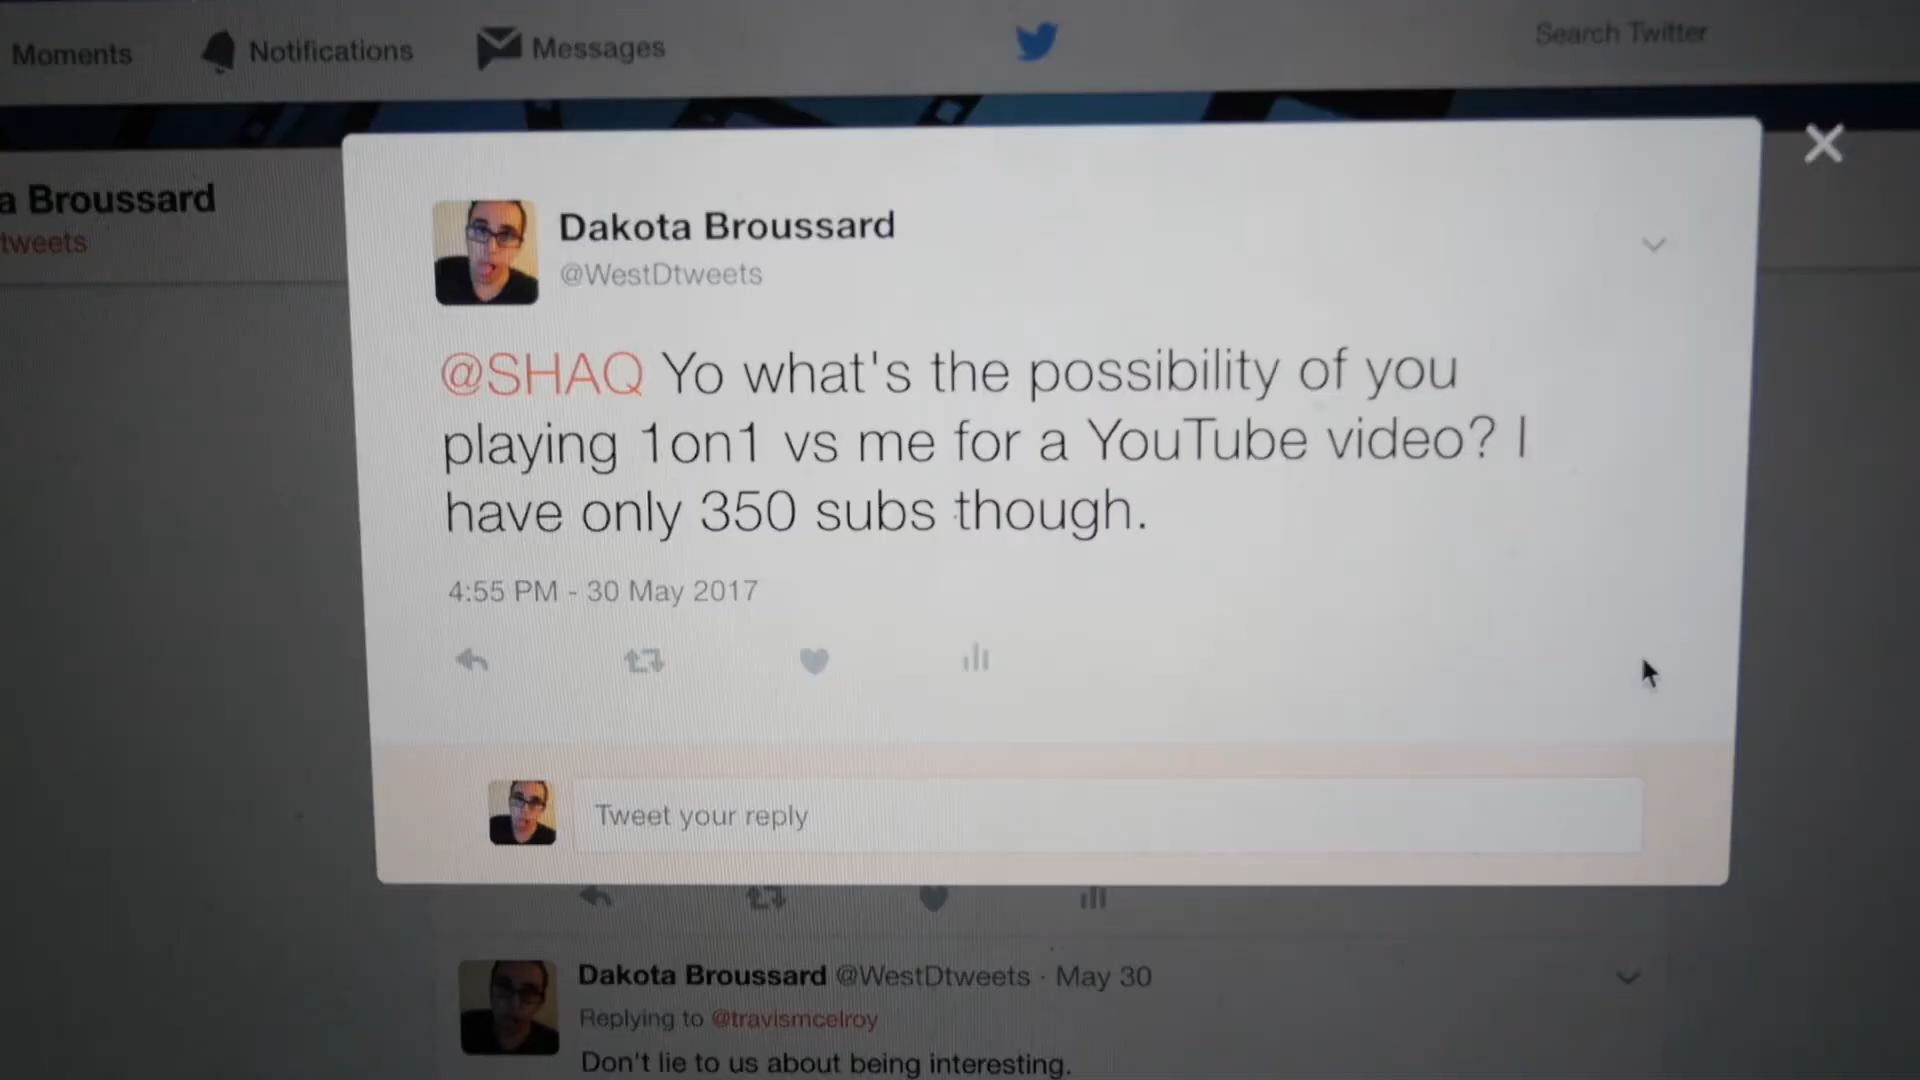 Moments Notifications Messages Search Twitter
a Broussard
tweets
Dakota Broussard
@WestDtweets
@SHAQ Yo what's the possibility of you
playing 1on1 vs me for a YouTube video? I
have only 350 subs though.
4:55 PM - 30 May 2017
Tweet your reply
Dakota Broussard @WestDtweets · May 30
Replying to @travismcelroy
Don't lie to us about being interesting.